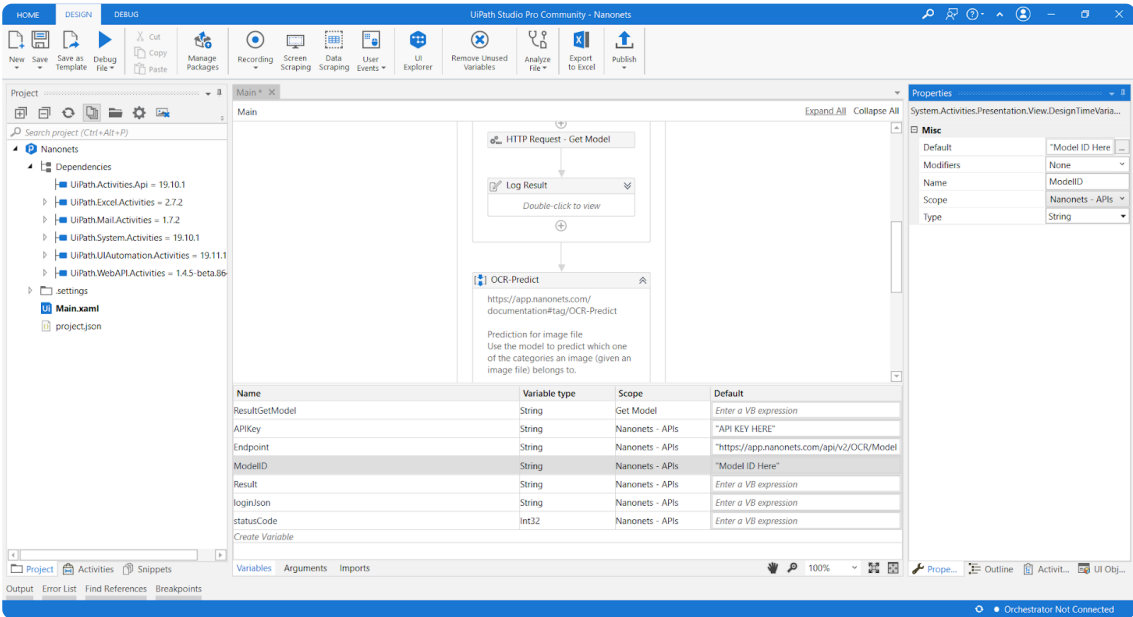 HOME DESIGN DEBUG UiPath Studio Pro Community - Nanonets
New Save Save as Template Debug File Cut Copy Paste Manage Packages Recording Screen Scraping Data Scraping User Events UI Explorer Remove Unused Variables Analyze File Export to Excel Publish
Project
Search project (Ctrl+Alt+P)
Nanonets
Dependencies
UiPath.Activities.Api = 19.10.1
UiPath.Excel.Activities = 2.7.2
UiPath.Mail.Activities = 1.7.2
UiPath.System.Activities = 19.10.1
UiPath.UIAutomation.Activities = 19.11.1
UiPath.WebAPI.Activities = 1.4.5-beta.86
.settings
Main.xaml
project.json
Project Activities Snippets
Main*
Main Expand All Collapse All
HTTP Request - Get Model
Log Result
Double-click to view
OCR-Predict
https://app.nanonets.com/
documentation#tag/OCR-Predict
Prediction for image file
Use the model to predict which one
of the categories an image (given an
image file) belongs to.
Name Variable type Scope Default
ResultGetModel String Get Model Enter a VB expression
APIKey String Nanonets - APIs "API KEY HERE"
Endpoint String Nanonets - APIs "https://app.nanonets.com/api/v2/OCR/Model
ModelID String Nanonets - APIs "Model ID Here"
Result String Nanonets - APIs Enter a VB expression
loginJson String Nanonets - APIs Enter a VB expression
statusCode Int32 Nanonets - APIs Enter a VB expression
Create Variable
Variables Arguments Imports 100%
Properties
System.Activities.Presentation.View.DesignTimeVaria...
Misc
Default "Model ID Here ...
Modifiers None
Name ModelID
Scope Nanonets - APIs
Type String
Prope... Outline Activit... UI Obj...
Output Error List Find References Breakpoints
Orchestrator Not Connected